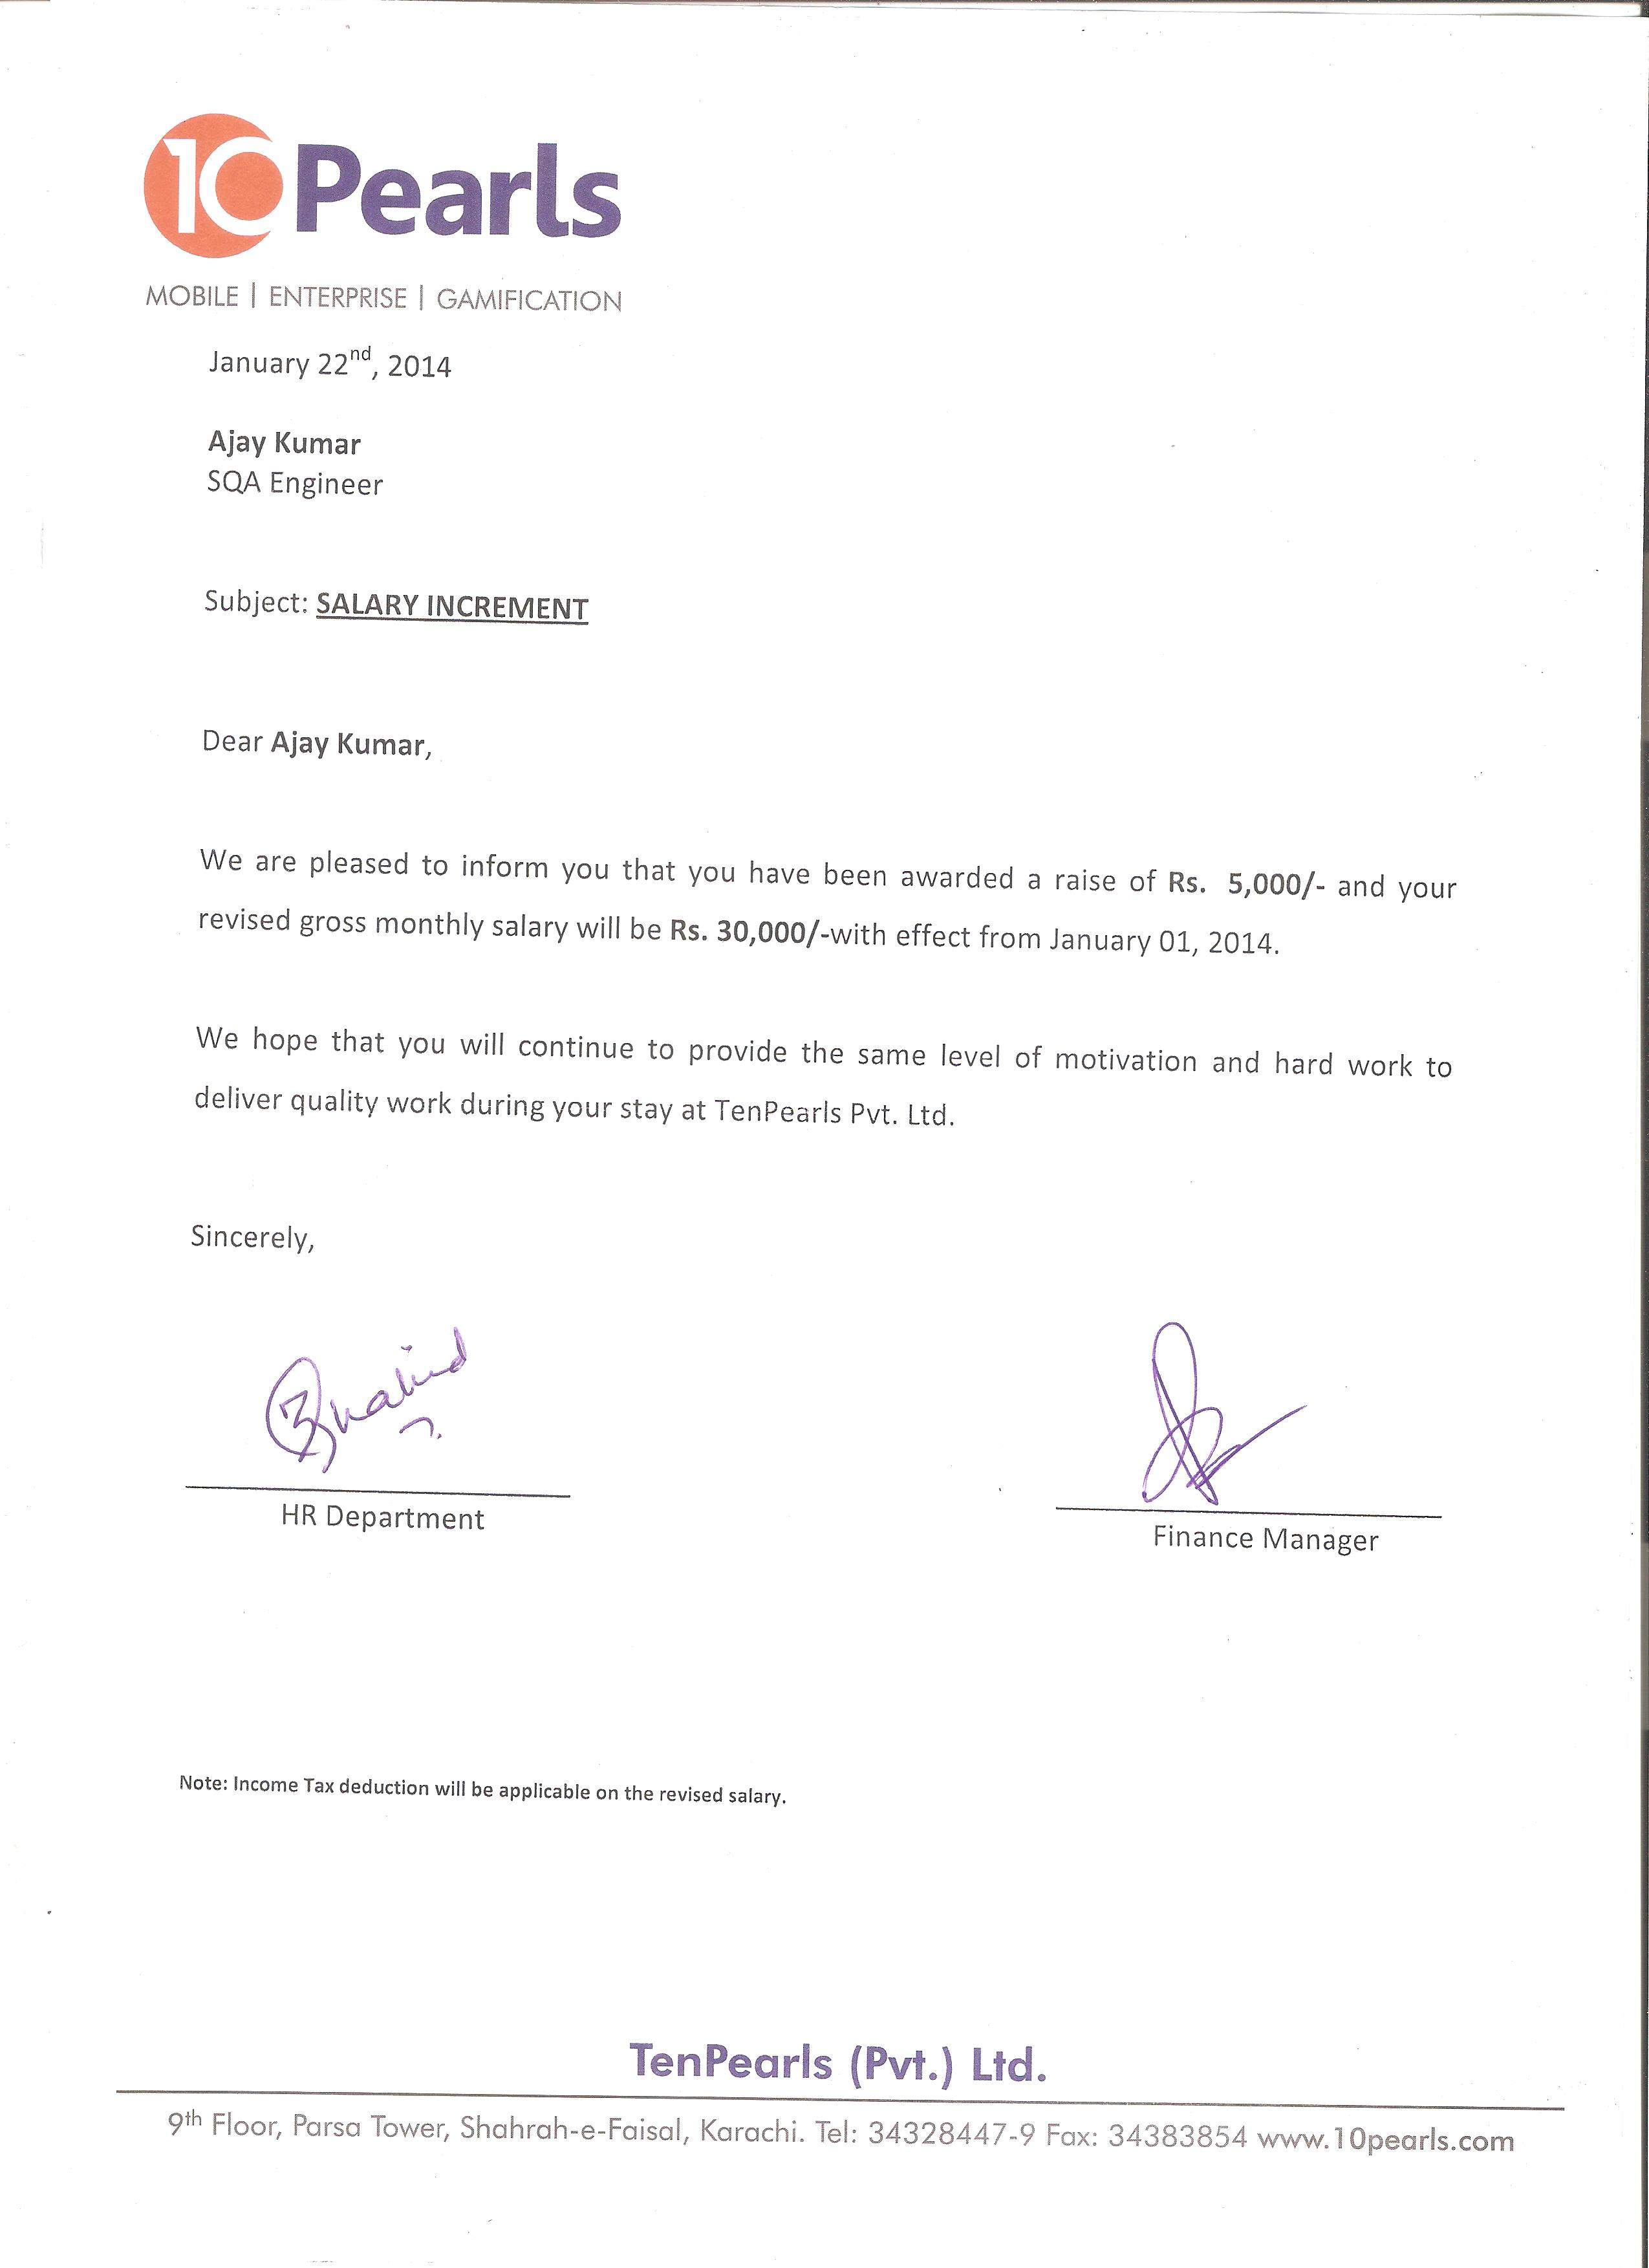 10Pearls
MOBILE | ENTERPRISE | GAMIFICATION
January 22nd, 2014
Ajay Kumar
SQA Engineer
Subject: SALARY INCREMENT
Dear Ajay Kumar,
We are pleased to inform you that you have been awarded a raise of Rs. 5,000/- and your
revised gross monthly salary will be Rs. 30,000/-with effect from January 01, 2014.
We hope that you will continue to provide the same level of motivation and hard work to
deliver quality work during your stay at TenPearls Pvt. Ltd.
Sincerely,
HR Department
Finance Manager
Note: Income Tax deduction will be applicable on the revised salary.
TenPearls (Pvt.) Ltd.
9th Floor, Parsa Tower, Shahrah-e-Faisal, Karachi. Tel: 34328447-9 Fax: 34383854 www.10pearls.com